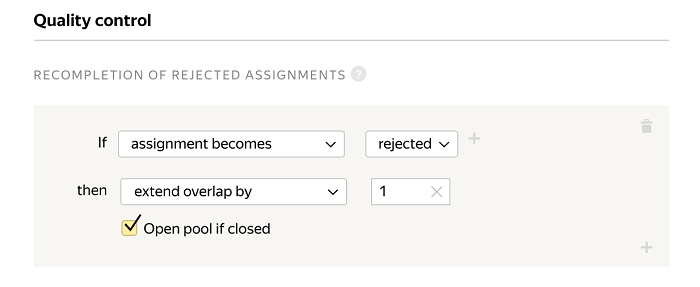 Quality control
RECOMPLETION OF REJECTED ASSIGNMENTS ?
If assignment becomes rejected +
then extend overlap by 1
Open pool if closed
+